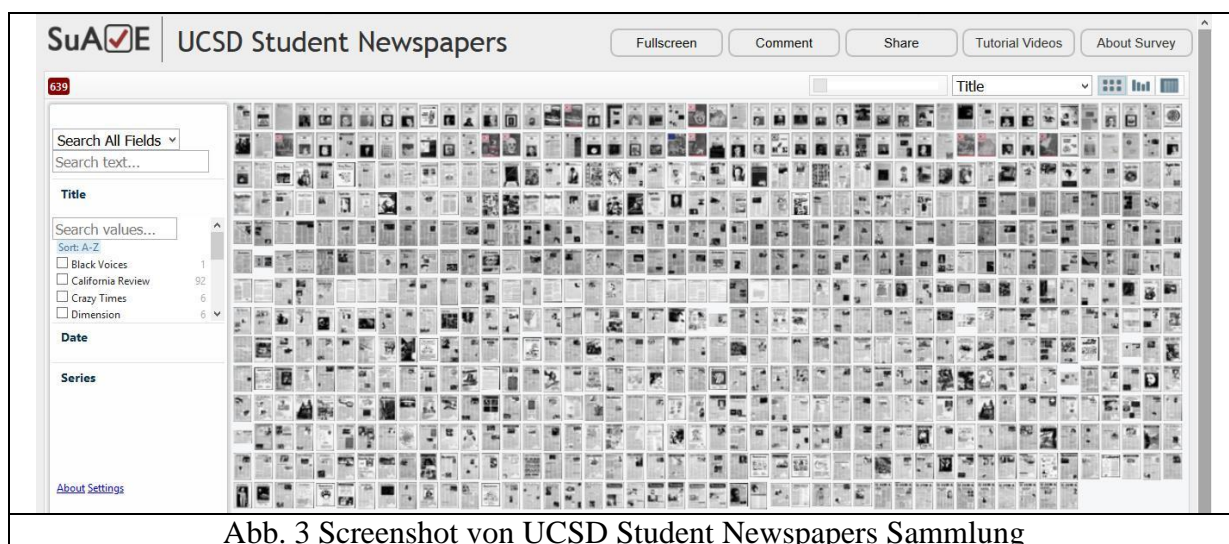 SuAVE UCSD Student Newspapers
Fullscreen Comment Share Tutorial Videos About Survey
639
Title
Search All Fields
Search text...
Title
Search values...
Sort: A-Z
Black Voices 1
California Review 92
Crazy Times 6
Dimension 6
Date
Series
About Settings
Abb. 3 Screenshot von UCSD Student Newspapers Sammlung